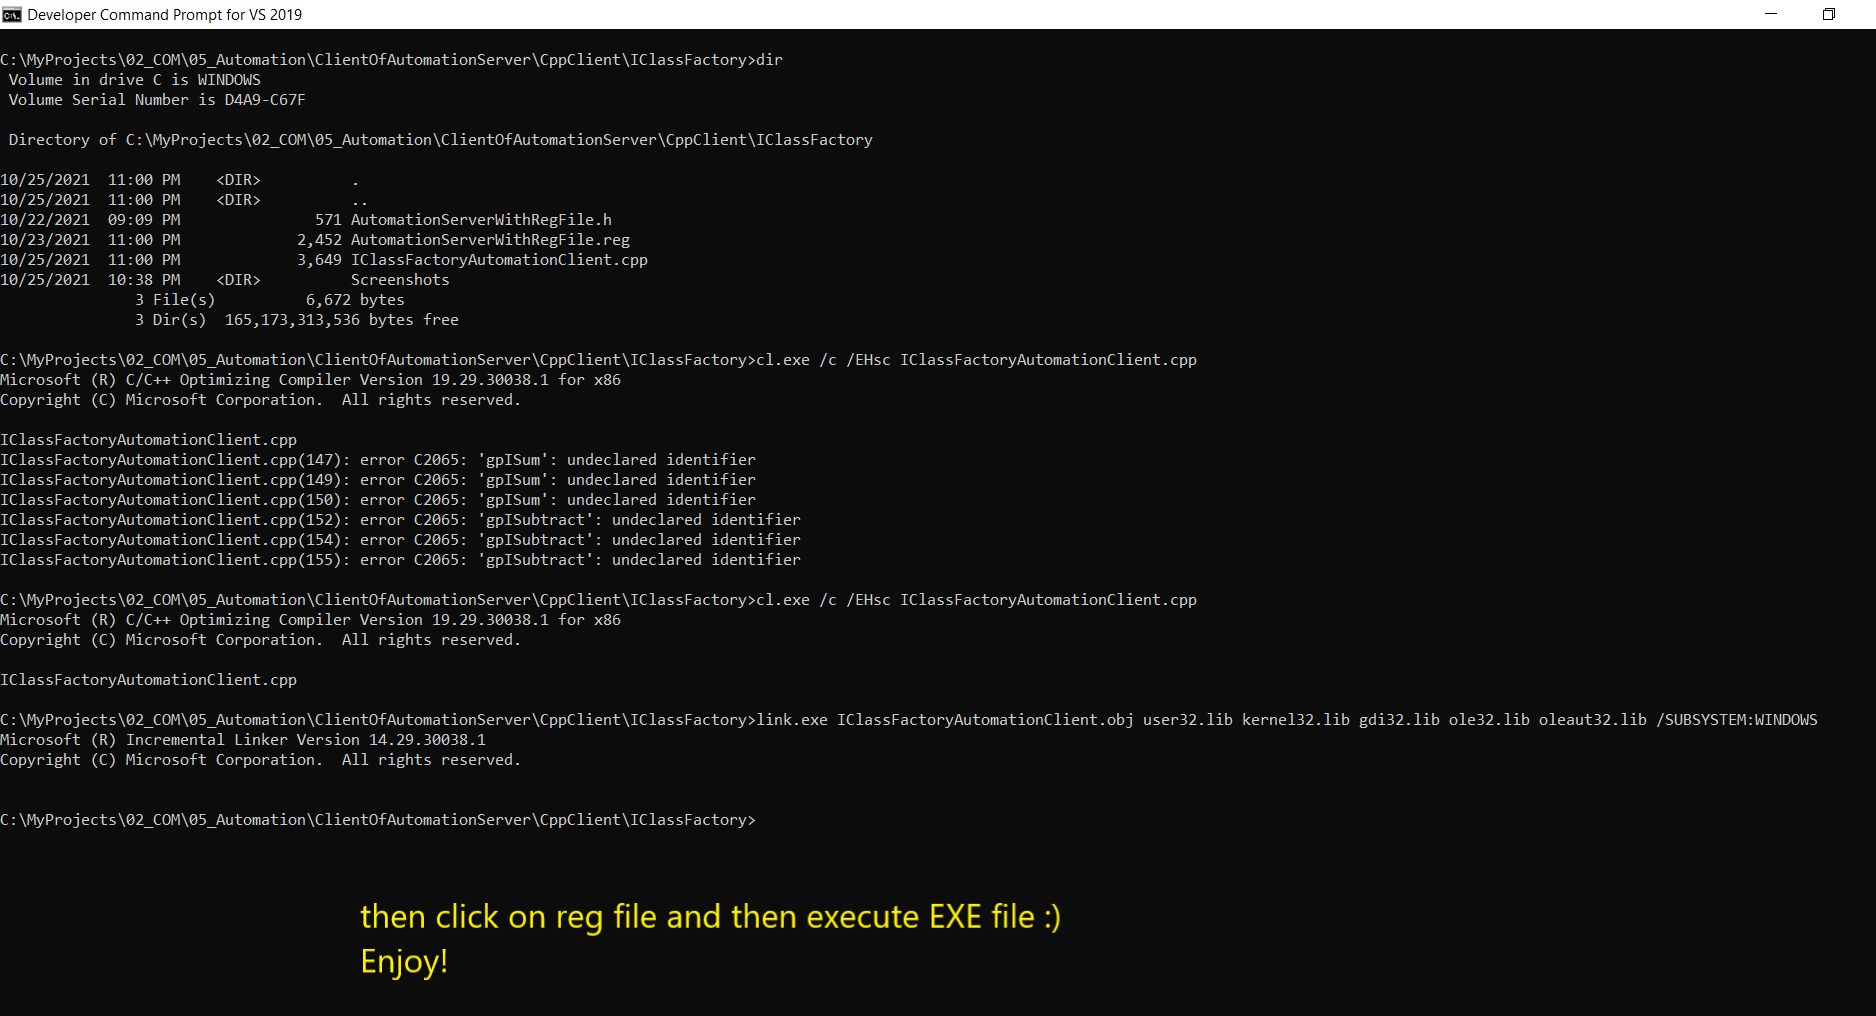 Developer Command Prompt for VS 2019
C:\MyProjects\02_COM\05_Automation\ClientOfAutomationServer\CppClient\IClassFactory>dir
 Volume in drive C is WINDOWS
 Volume Serial Number is D4A9-C67F
 Directory of C:\MyProjects\02_COM\05_Automation\ClientOfAutomationServer\CppClient\IClassFactory
10/25/2021  11:00 PM    <DIR>          .
10/25/2021  11:00 PM    <DIR>          ..
10/22/2021  09:09 PM               571 AutomationServerWithRegFile.h
10/23/2021  11:00 PM             2,452 AutomationServerWithRegFile.reg
10/25/2021  11:00 PM             3,649 IClassFactoryAutomationClient.cpp
10/25/2021  10:38 PM    <DIR>          Screenshots
               3 File(s)          6,672 bytes
               3 Dir(s)  165,173,313,536 bytes free
C:\MyProjects\02_COM\05_Automation\ClientOfAutomationServer\CppClient\IClassFactory>cl.exe /c /EHsc IClassFactoryAutomationClient.cpp
Microsoft (R) C/C++ Optimizing Compiler Version 19.29.30038.1 for x86
Copyright (C) Microsoft Corporation.  All rights reserved.
IClassFactoryAutomationClient.cpp
IClassFactoryAutomationClient.cpp(147): error C2065: 'gpISum': undeclared identifier
IClassFactoryAutomationClient.cpp(149): error C2065: 'gpISum': undeclared identifier
IClassFactoryAutomationClient.cpp(150): error C2065: 'gpISum': undeclared identifier
IClassFactoryAutomationClient.cpp(152): error C2065: 'gpISubtract': undeclared identifier
IClassFactoryAutomationClient.cpp(154): error C2065: 'gpISubtract': undeclared identifier
IClassFactoryAutomationClient.cpp(155): error C2065: 'gpISubtract': undeclared identifier
C:\MyProjects\02_COM\05_Automation\ClientOfAutomationServer\CppClient\IClassFactory>cl.exe /c /EHsc IClassFactoryAutomationClient.cpp
Microsoft (R) C/C++ Optimizing Compiler Version 19.29.30038.1 for x86
Copyright (C) Microsoft Corporation.  All rights reserved.
IClassFactoryAutomationClient.cpp
C:\MyProjects\02_COM\05_Automation\ClientOfAutomationServer\CppClient\IClassFactory>link.exe IClassFactoryAutomationClient.obj user32.lib kernel32.lib gdi32.lib ole32.lib oleaut32.lib /SUBSYSTEM:WINDOWS
Microsoft (R) Incremental Linker Version 14.29.30038.1
Copyright (C) Microsoft Corporation.  All rights reserved.
C:\MyProjects\02_COM\05_Automation\ClientOfAutomationServer\CppClient\IClassFactory>
then click on reg file and then execute EXE file :)
Enjoy!